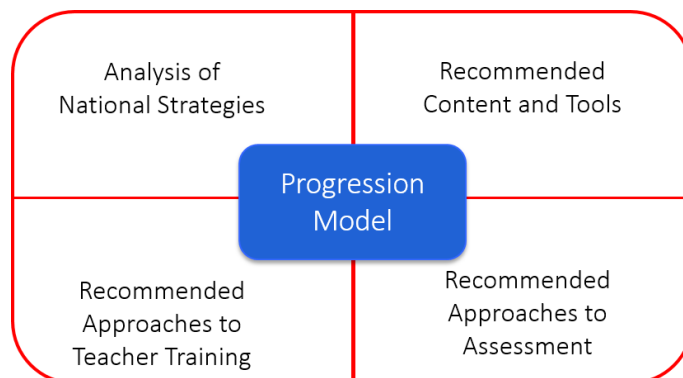 Analysis of
National Strategies
Recommended
Content and Tools
Progression
Model
Recommended
Approaches to
Teacher Training
Recommended
Approaches to
Assessment